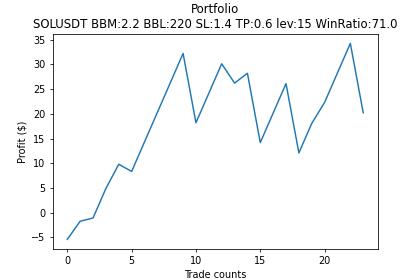 Portfolio
SOLUSDT BBM:2.2 BBL:220 SL:1.4 TP:0.6 lev:15 WinRatio:71.0
35
30
25
20
15
10
5
0
−5
Profit ($)
0 5 10 15 20
Trade counts